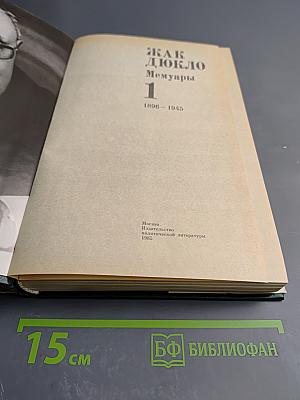 ЖАК
ДЮКЛО
Мемуары
1
1896–1945
Москва
Издательство
политической литературы
1985
15 см
БФ БИБЛИОФАН